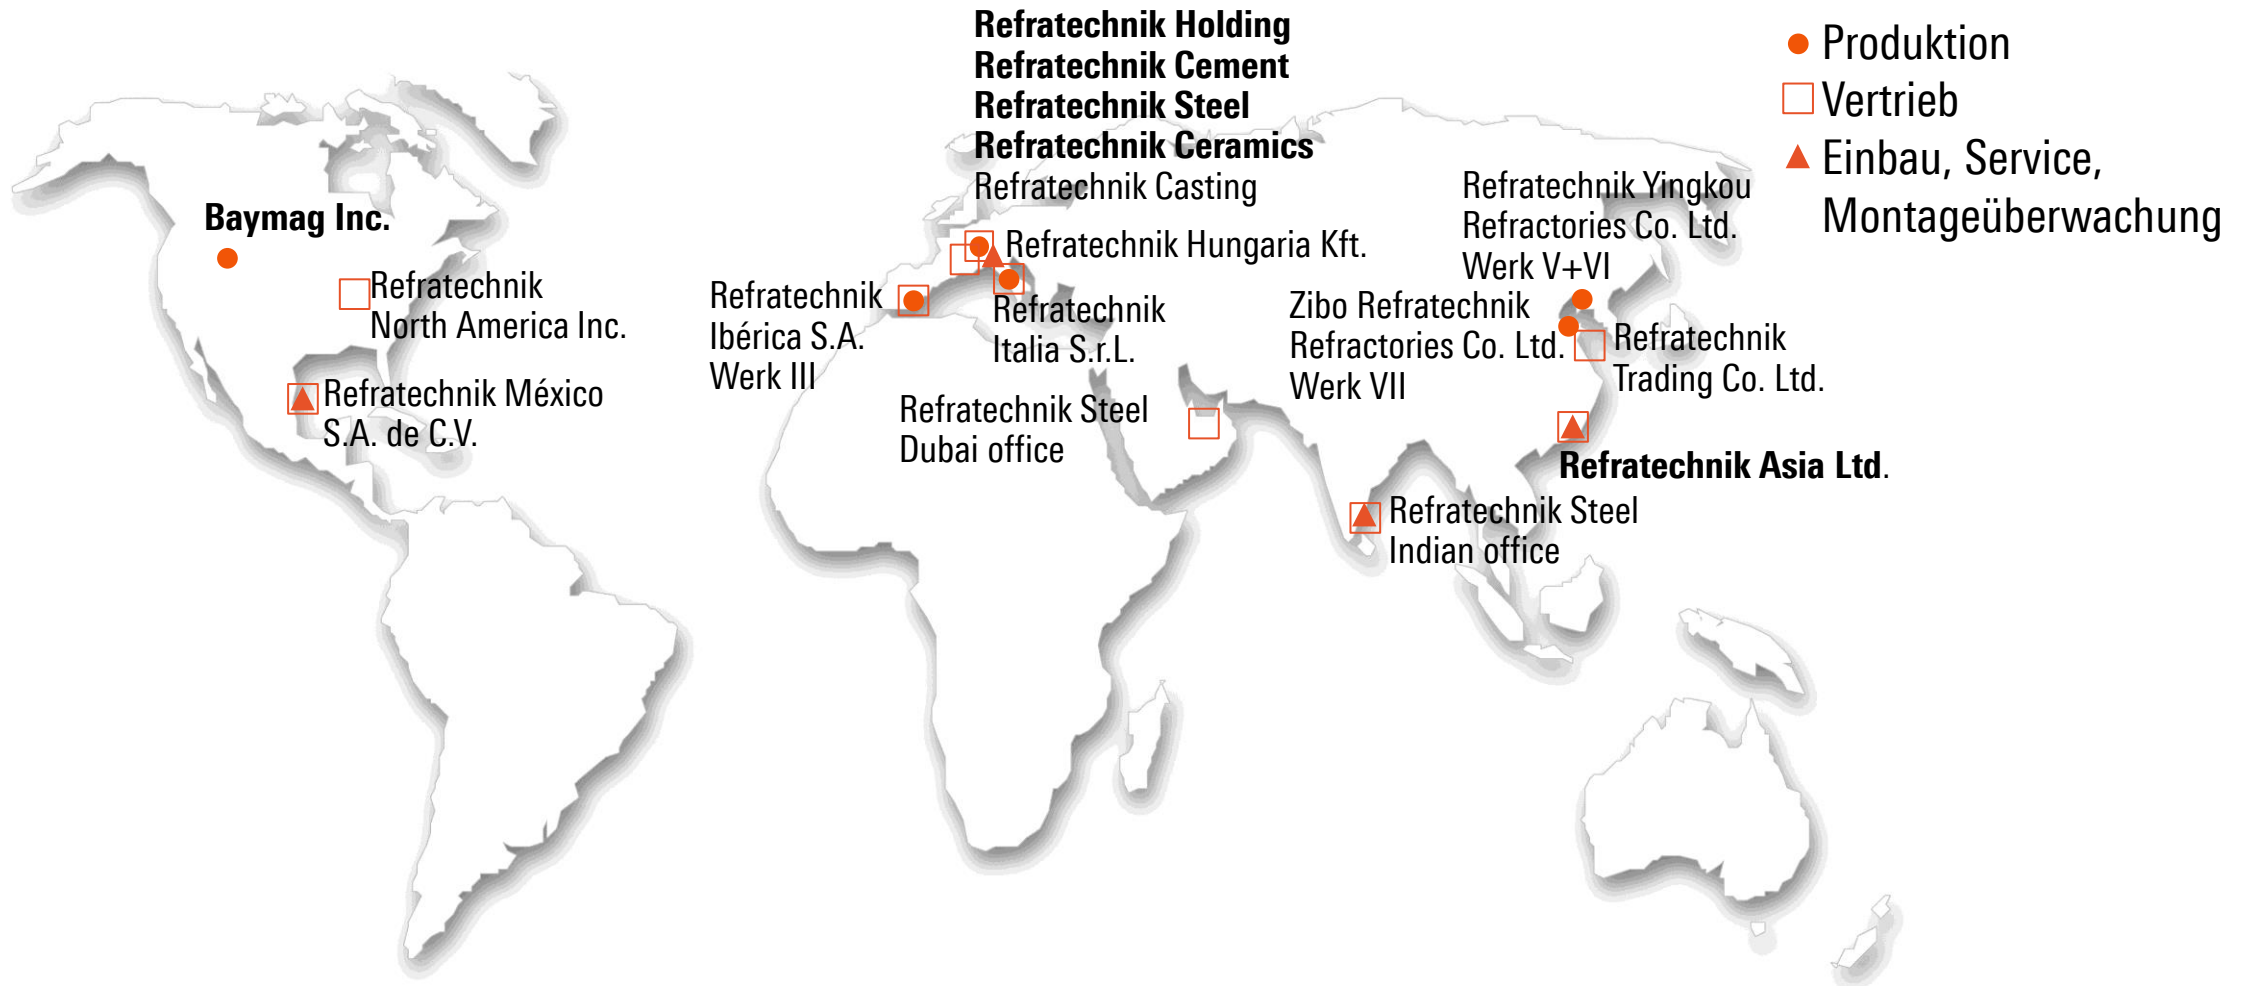 Refratechnik Holding
Refratechnik Cement
Refratechnik Steel
Refratechnik Ceramics
Refratechnik Casting
Produktion
Vertrieb
Einbau, Service,
Montageüberwachung
Baymag Inc.
Refratechnik
North America Inc.
Refratechnik México
S.A. de C.V.
Refratechnik Hungaria Kft.
Refratechnik
Ibérica S.A.
Werk III
Refratechnik
Italia S.r.L.
Refratechnik Steel
Dubai office
Refratechnik Yingkou
Refractories Co. Ltd.
Werk V+VI
Zibo Refratechnik
Refractories Co. Ltd.
Werk VII
Refratechnik
Trading Co. Ltd.
Refratechnik Asia Ltd.
Refratechnik Steel
Indian office